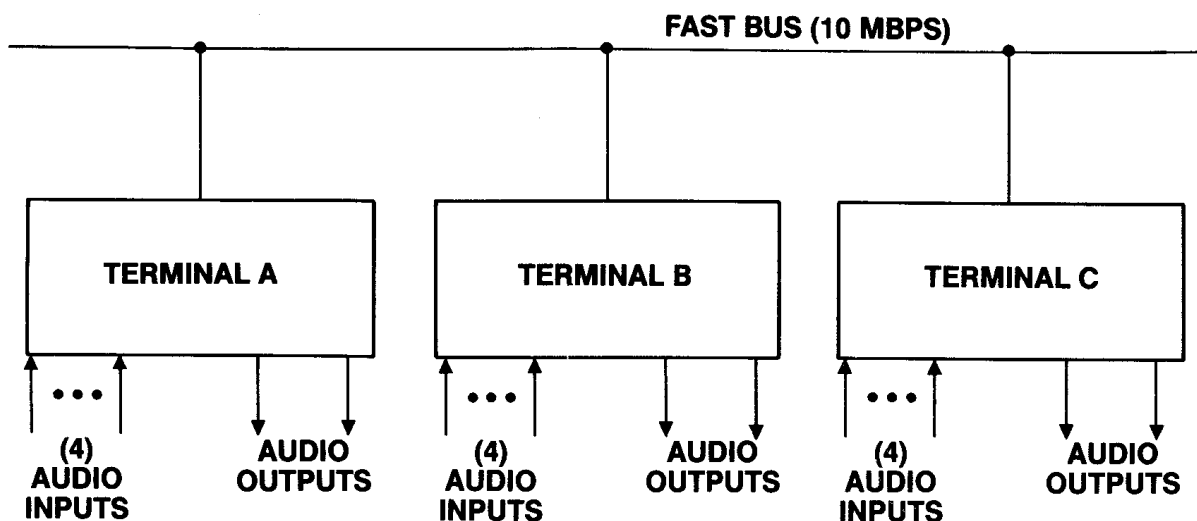 FAST BUS (10 MBPS)
TERMINAL A
TERMINAL B
TERMINAL C
(4)
AUDIO
INPUTS
AUDIO
OUTPUTS
(4)
AUDIO
INPUTS
AUDIO
OUTPUTS
(4)
AUDIO
INPUTS
AUDIO
OUTPUTS